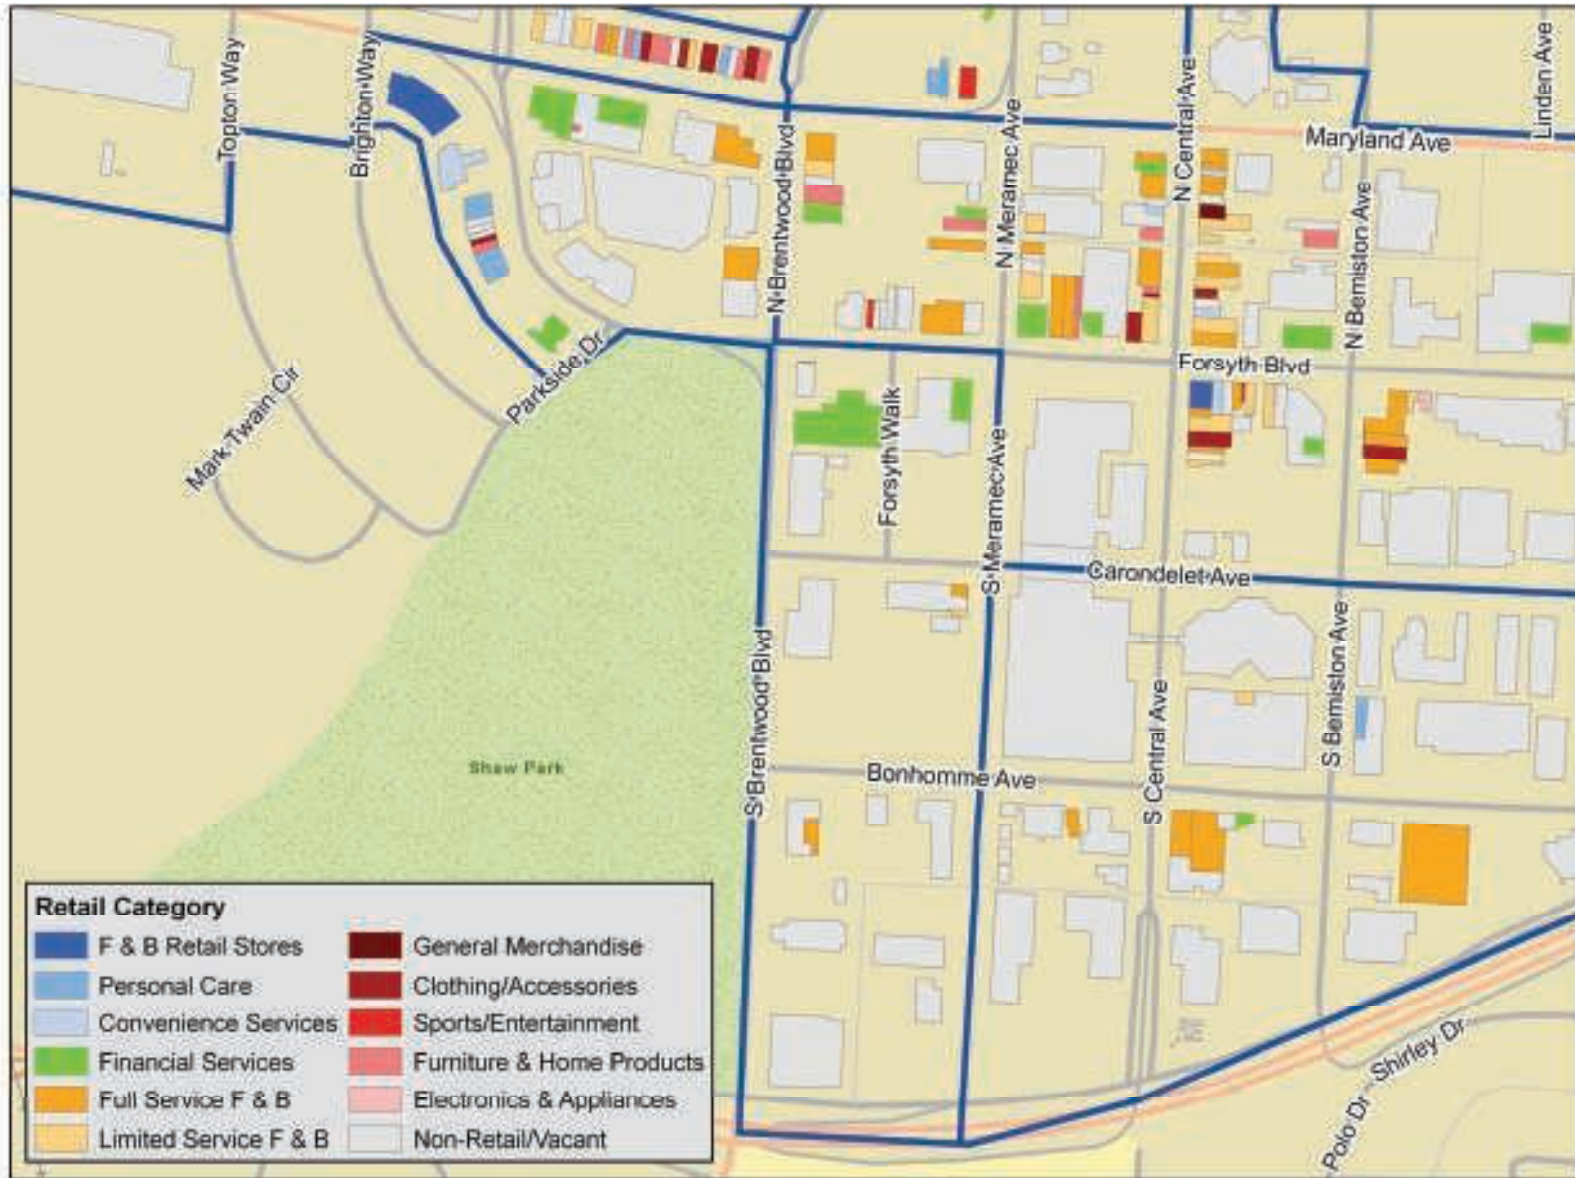 Topton Way
Brighton Way
N Brentwood Blvd
N Meramec Ave
N Central Ave
Maryland Ave
Linden Ave
N Bemiston Ave
Forsyth Blvd
Parkside Dr
Mark Twain Cir
Forsyth Walk
S Meramec Ave
Carondelet Ave
S Brentwood Blvd
S Bemiston Ave
S Central Ave
Shaw Park
Bonhomme Ave
Polo Dr
Shirley Dr
Retail Category
F & B Retail Stores
General Merchandise
Personal Care
Clothing/Accessories
Convenience Services
Sports/Entertainment
Financial Services
Furniture & Home Products
Full Service F & B
Electronics & Appliances
Limited Service F & B
Non-Retail/Vacant